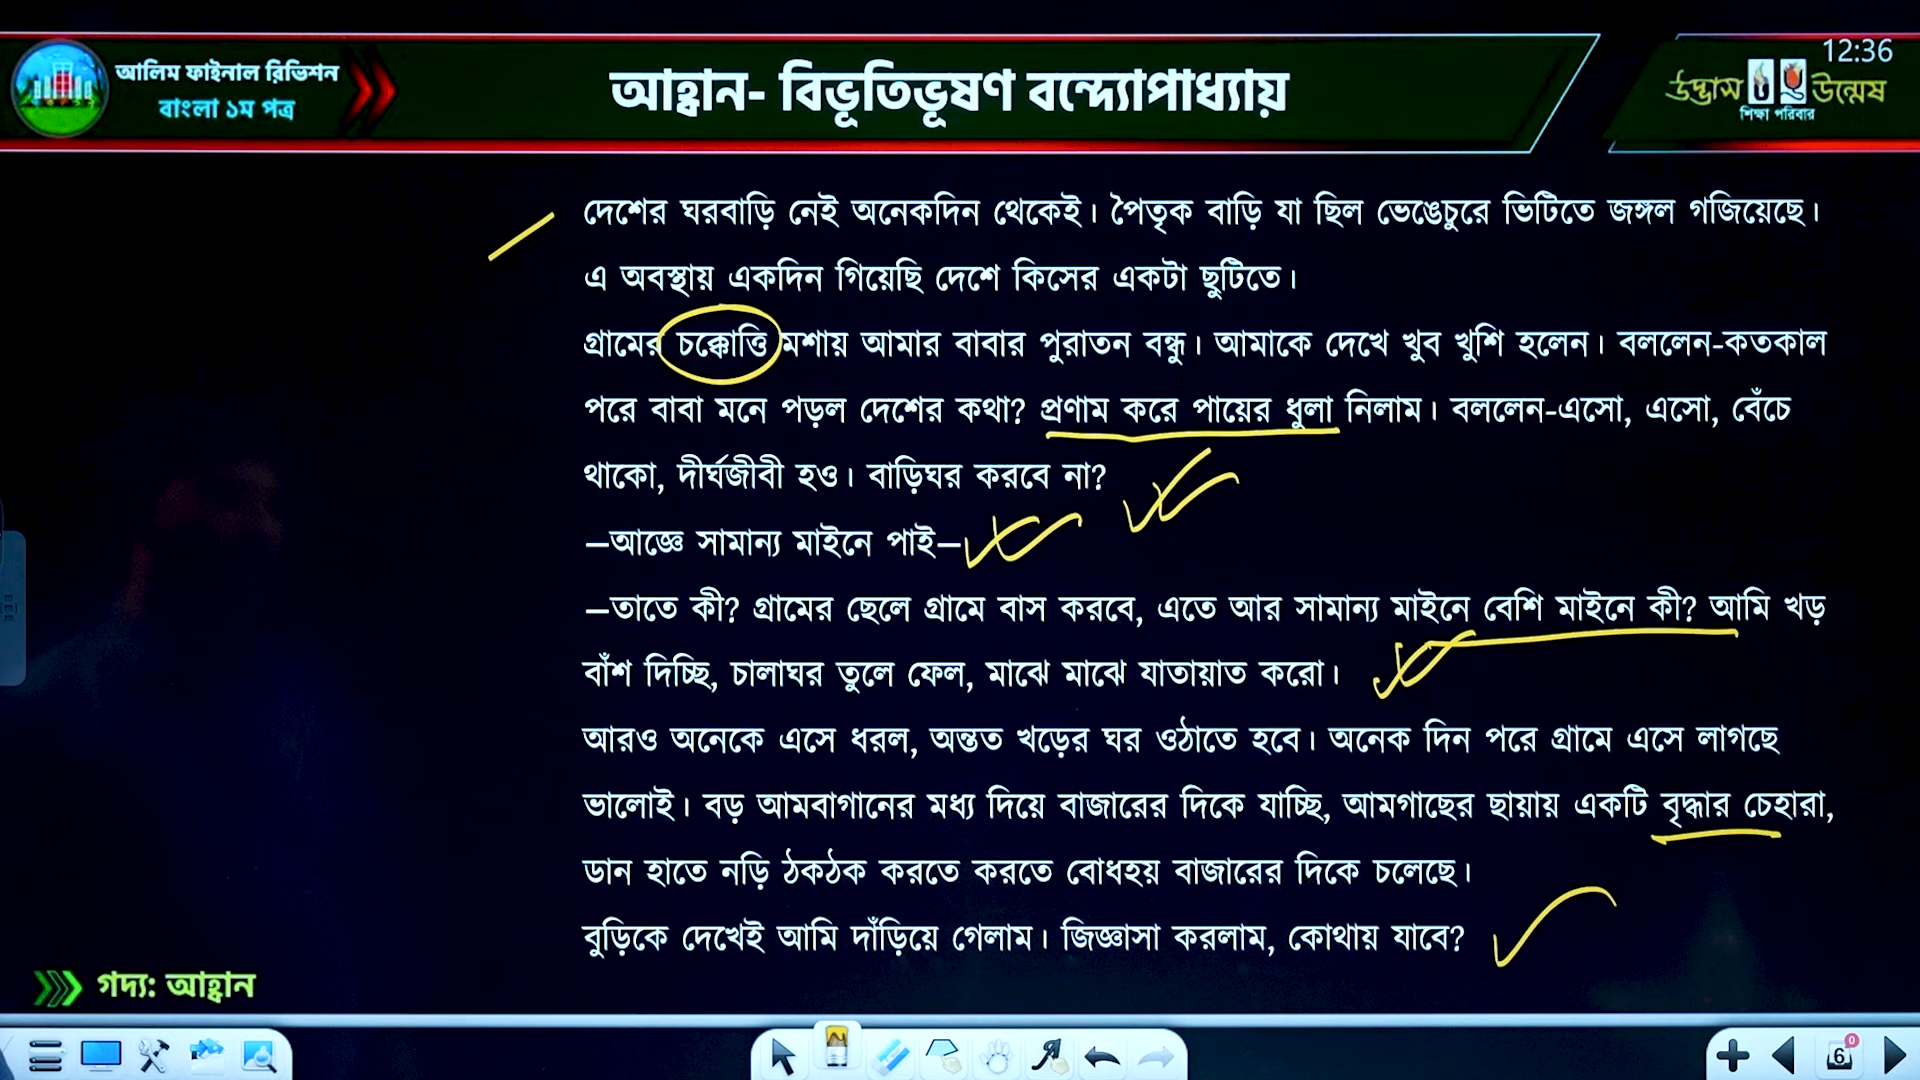 12:36
আলিম ফাইনাল রিভিশন
বাংলা ১ম পত্র
আহ্বান- বিভূতিভূষণ বন্দ্যোপাধ্যায়
উদ্ভাস উন্মেষ
শিক্ষা পরিবার
দেশের ঘরবাড়ি নেই অনেকদিন থেকেই। পৈতৃক বাড়ি যা ছিল ভেঙেচুরে ভিটিতে জঙ্গল গজিয়েছে।
এ অবস্থায় একদিন গিয়েছি দেশে কিসের একটা ছুটিতে।
গ্রামের চক্কোত্তি মশায় আমার বাবার পুরাতন বন্ধু। আমাকে দেখে খুব খুশি হলেন। বললেন-কতকাল
পরে বাবা মনে পড়ল দেশের কথা? প্রণাম করে পায়ের ধুলা নিলাম। বললেন-এসো, এসো, বেঁচে
থাকো, দীর্ঘজীবী হও। বাড়িঘর করবে না?
–আজ্ঞে সামান্য মাইনে পাই–
–তাতে কী? গ্রামের ছেলে গ্রামে বাস করবে, এতে আর সামান্য মাইনে বেশি মাইনে কী? আমি খড়
বাঁশ দিচ্ছি, চালাঘর তুলে ফেল, মাঝে মাঝে যাতায়াত করো।
আরও অনেকে এসে ধরল, অন্তত খড়ের ঘর ওঠাতে হবে। অনেক দিন পরে গ্রামে এসে লাগছে
ভালোই। বড় আমবাগানের মধ্য দিয়ে বাজারের দিকে যাচ্ছি, আমগাছের ছায়ায় একটি বৃদ্ধার চেহারা,
ডান হাতে নড়ি ঠকঠক করতে করতে বোধহয় বাজারের দিকে চলেছে।
বুড়িকে দেখেই আমি দাঁড়িয়ে গেলাম। জিজ্ঞাসা করলাম, কোথায় যাবে?
গদ্য: আহ্বান
6
0